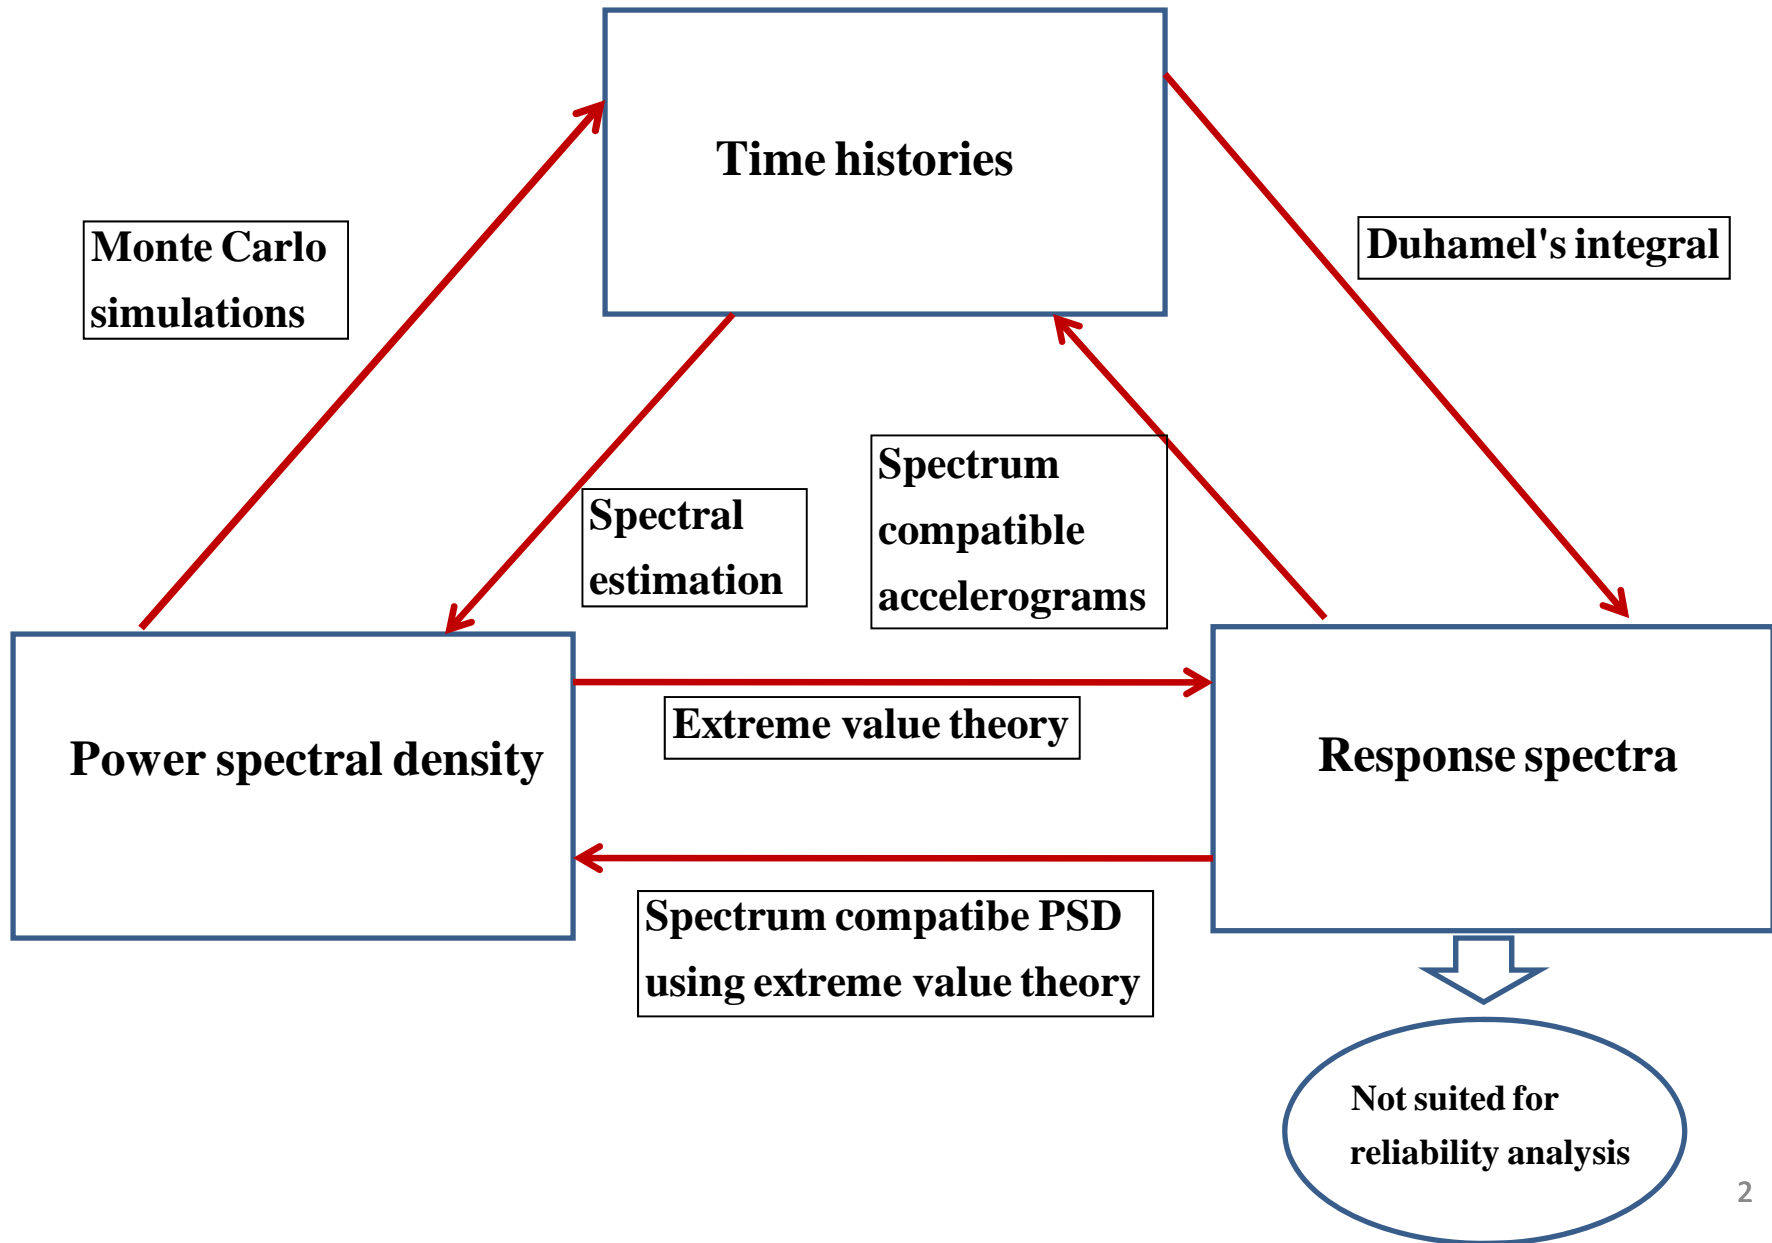 Time histories
Monte Carlo
simulations
Duhamel's integral
Spectral
estimation
Spectrum
compatible
accelerograms
Power spectral density
Extreme value theory
Response spectra
Spectrum compatibe PSD
using extreme value theory
Not suited for
reliability analysis
2